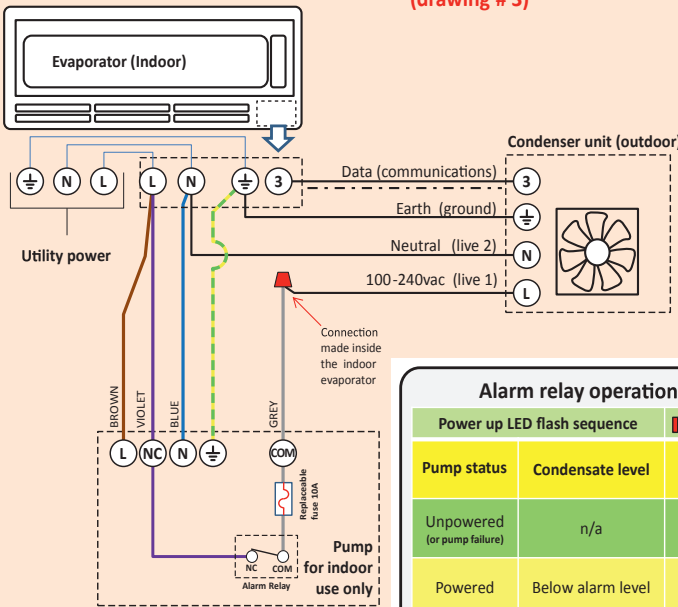 (drawing # 3)
Evaporator (Indoor)
Condenser unit (outdoor)
N L L N 3
Data (communications) 3
Earth (ground)
Neutral (live 2) N
100-240vac (live 1) L
Utility power
Connection
made inside
the indoor
evaporator
BROWN
VIOLET
BLUE
GREY
L NC N COM
Replaceable
fuse 10A
NC COM
Alarm Relay
Pump
for indoor
use only
Alarm relay operation
Power up LED flash sequence
Pump status Condensate level
Unpowered
(or pump failure)
n/a
Powered Below alarm level